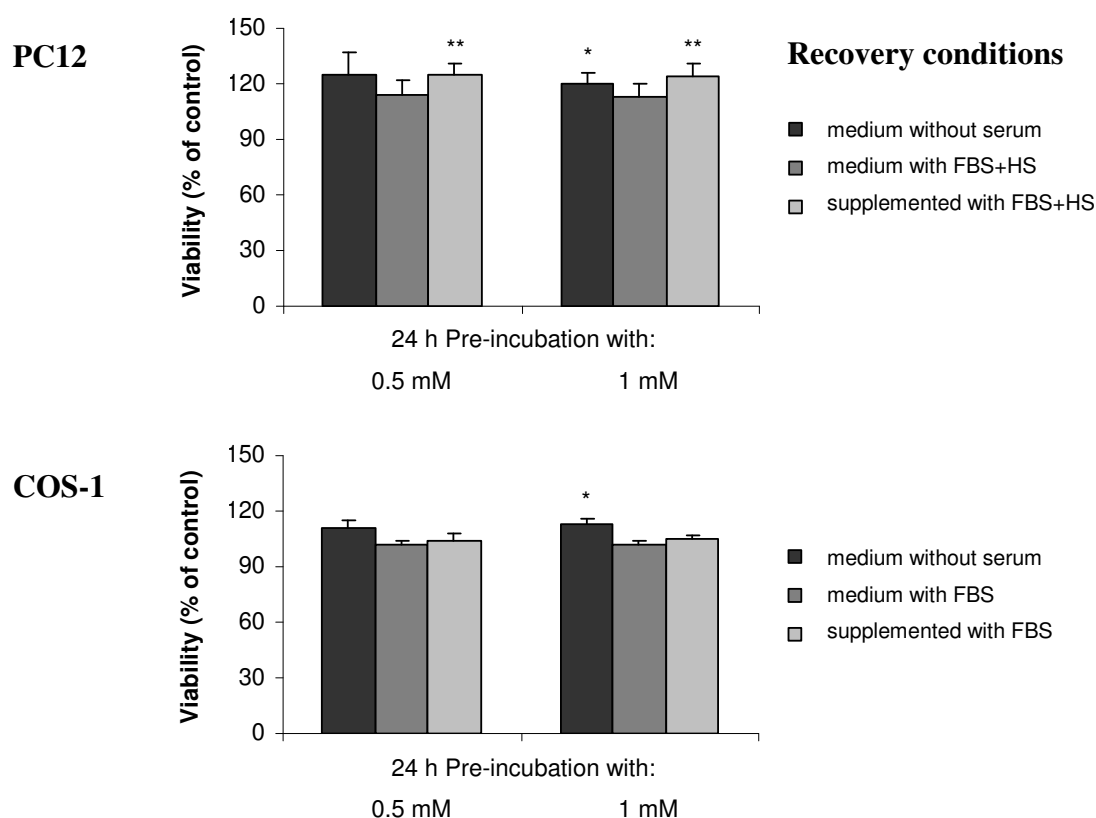 PC12
Viability (% of control)
150
120
90
60
30
0
**
*
**
24 h Pre-incubation with:
0.5 mM
1 mM
Recovery conditions
medium without serum
medium with FBS+HS
supplemented with FBS+HS
COS-1
Viability (% of control)
150
120
90
60
30
0
*
24 h Pre-incubation with:
0.5 mM
1 mM
medium without serum
medium with FBS
supplemented with FBS